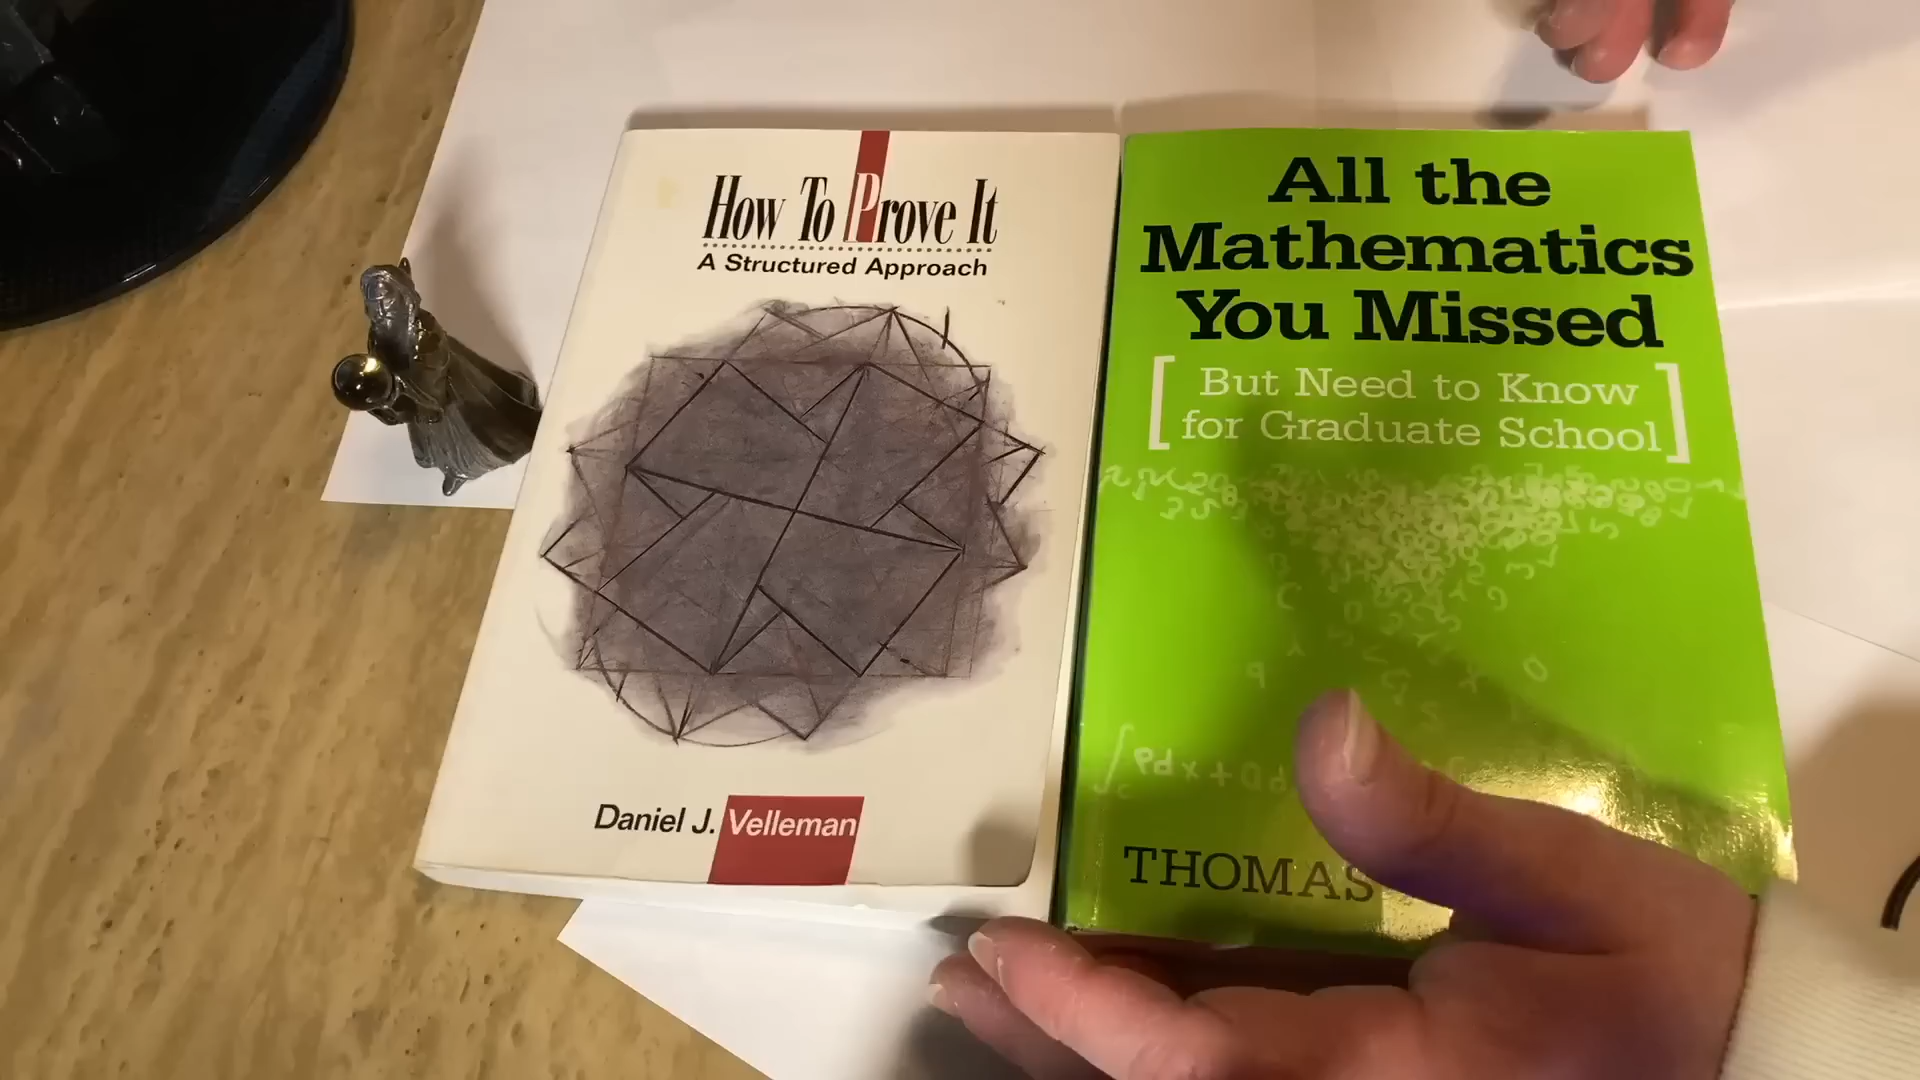 How To Prove It
A Structured Approach
Daniel J. Velleman
All the
Mathematics
You Missed
[ But Need to Know
for Graduate School ]
THOMAS